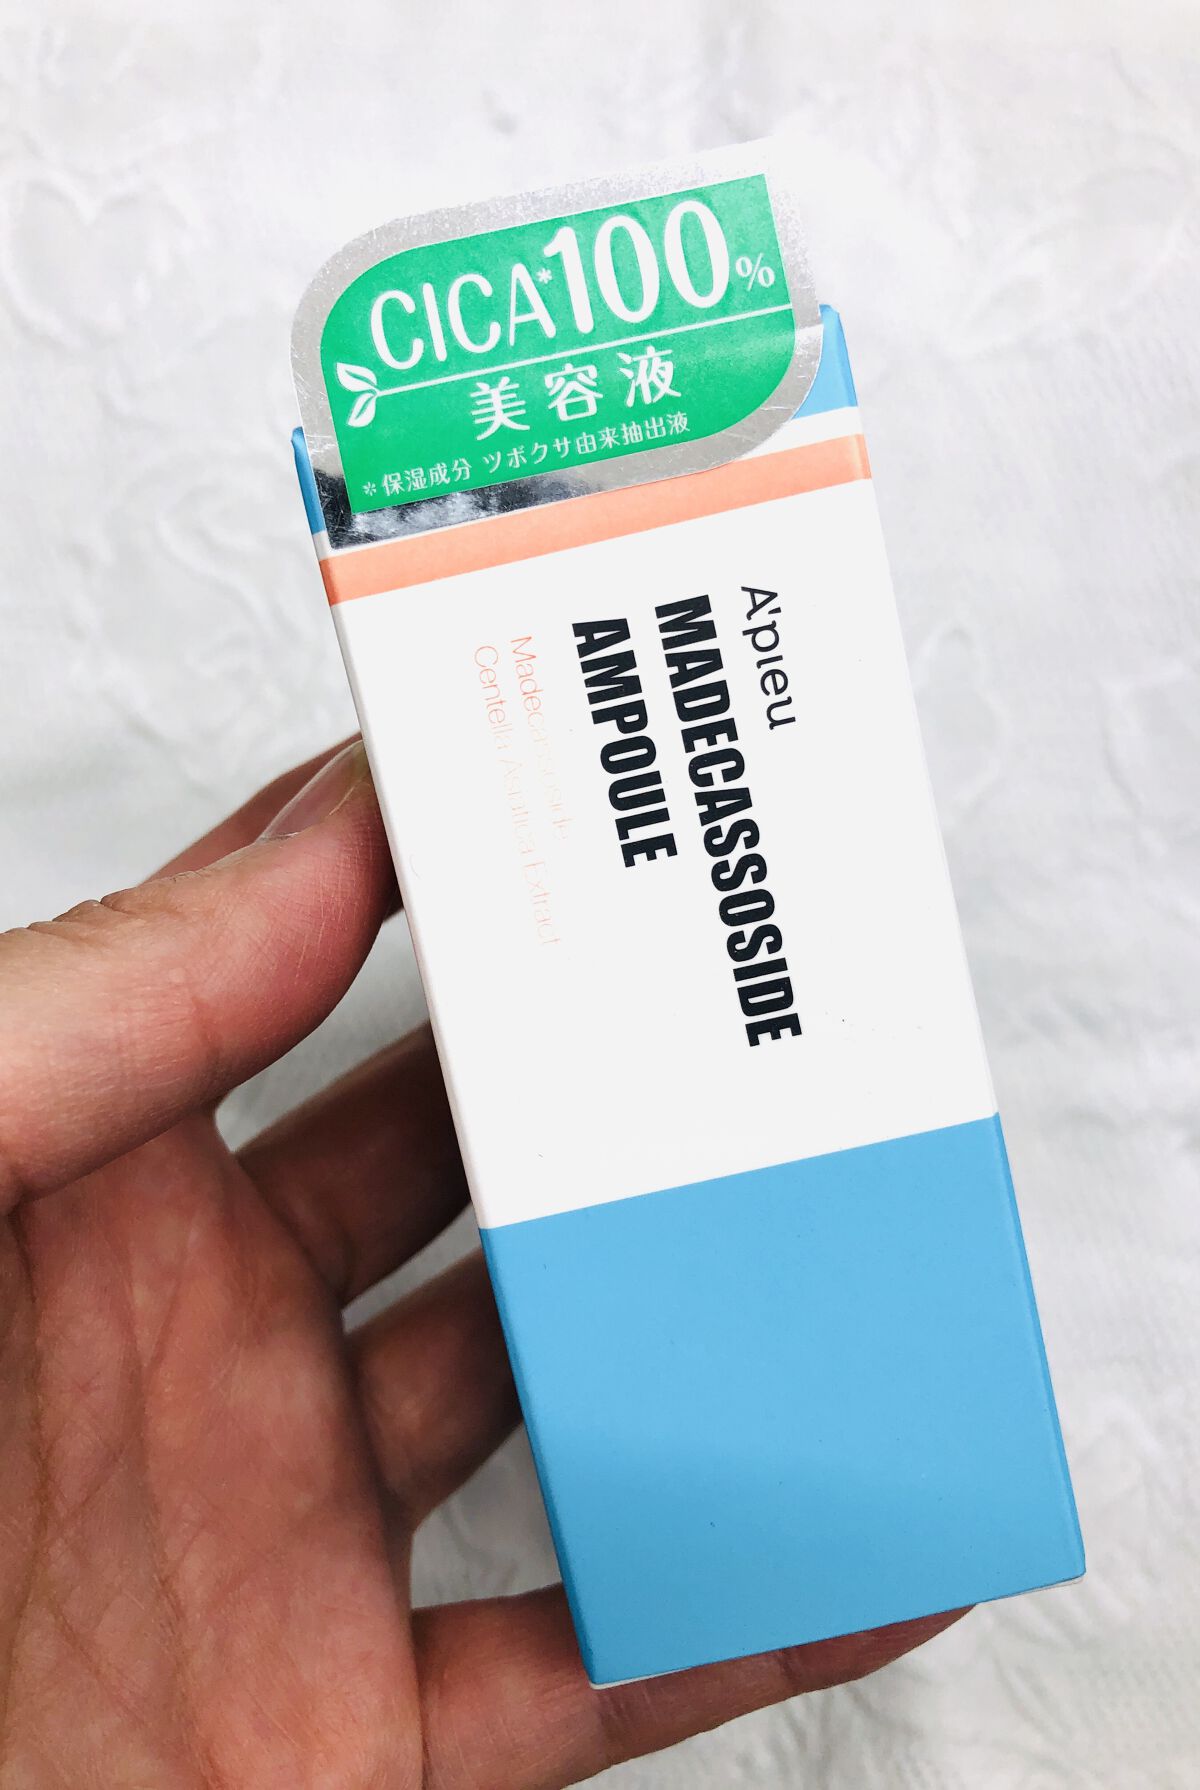 CICA*100%
美容液
*保湿成分 ツボクサ由来抽出液
A'PIEU
MADECASSOSIDE
AMPOULE
Madecassoside
Centella Asiatica Extract